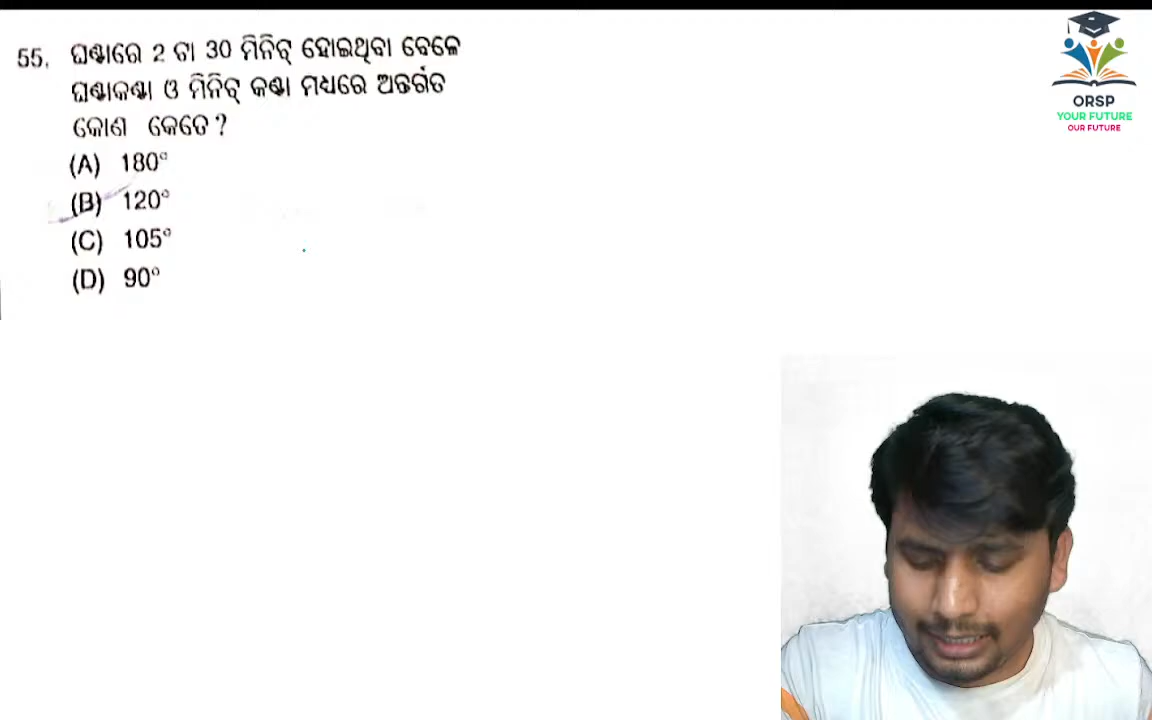 55. ଘଣ୍ଟାରେ 2 ଟା 30 ମିନିଟ୍ ହୋଇଥିବା ବେଳେ
ଘଣ୍ଟାକଣ୍ଟା ଓ ମିନିଟ୍ କଣ୍ଟା ମଧ୍ୟରେ ଅନ୍ତର୍ଗତ
କୋଣ କେତେ ?
(A) 180°
(B) 120°
(C) 105°
(D) 90°
ORSP
YOUR FUTURE
OUR FUTURE